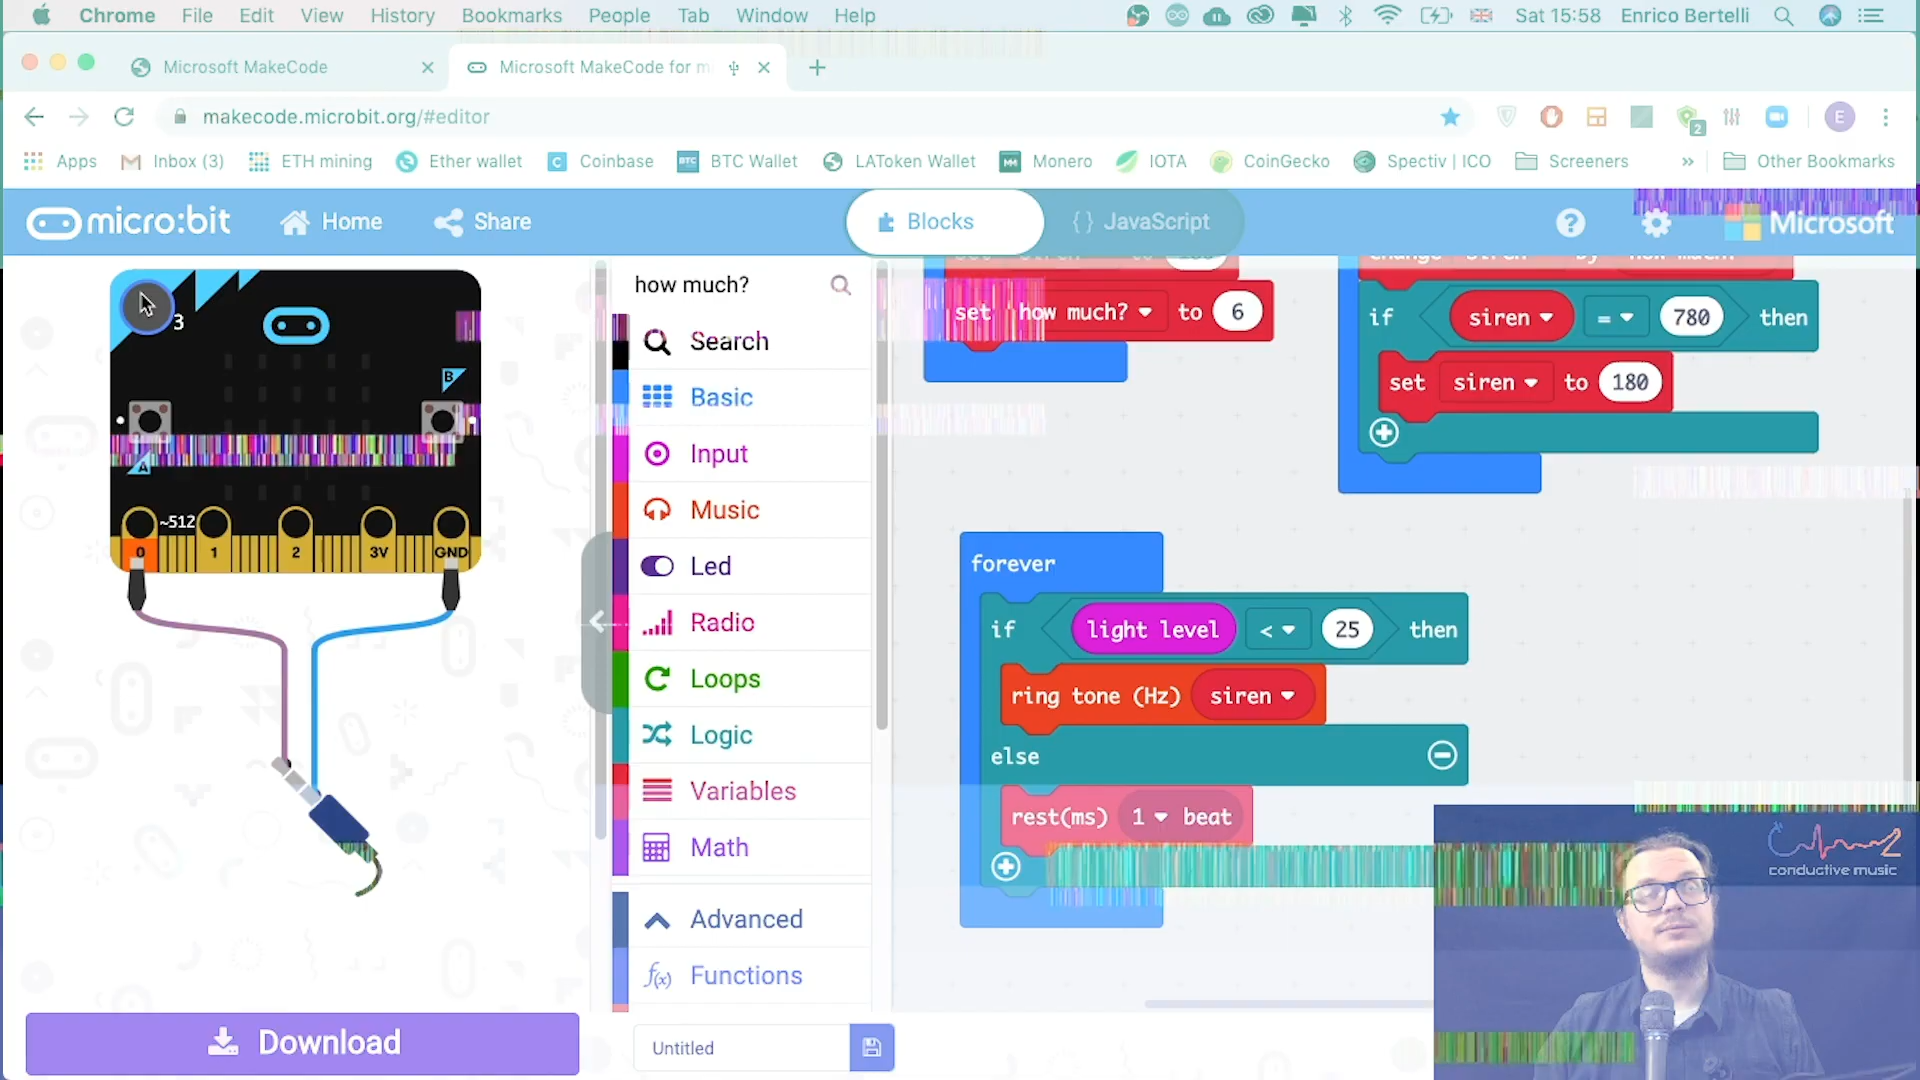 Chrome File Edit View History Bookmarks People Tab Window Help Sat 15:58 Enrico Bertelli
Microsoft MakeCode
Microsoft MakeCode for m
makecode.microbit.org/#editor
2
E
Apps Inbox (3) ETH mining Ether wallet Coinbase BTC Wallet LAToken Wallet Monero IOTA CoinGecko Spectiv | ICO Screeners » Other Bookmarks
micro:bit Home Share Blocks {} JavaScript ? Microsoft
3
B
A
~512
0 1 2 3V GND
Download
how much?
Search
Basic
Input
Music
Led
Radio
Loops
Logic
Variables
Math
Advanced
f(x) Functions
Untitled
set how much? to 6
if siren = 780 then
set siren to 180
forever
if light level < 25 then
ring tone (Hz) siren
else
rest(ms) 1 beat
conductive music